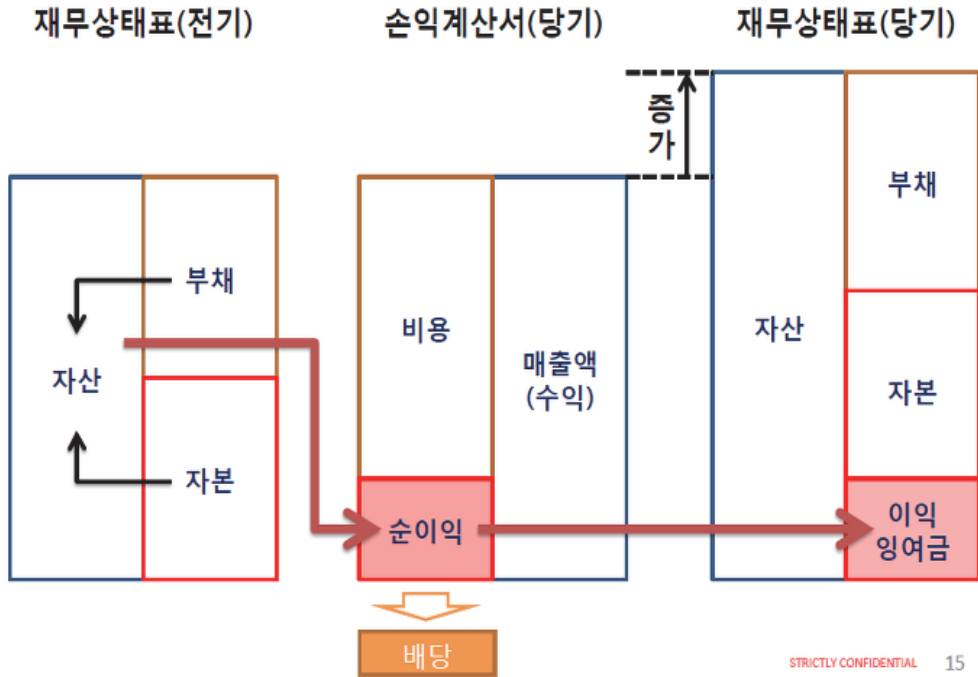 재무상태표(전기)
손익계산서(당기)
재무상태표(당기)
증
가
부채
자산
자본
비용
매출액
(수익)
순이익
배당
부채
자산
자본
이익
잉여금
STRICTLY CONFIDENTIAL 15